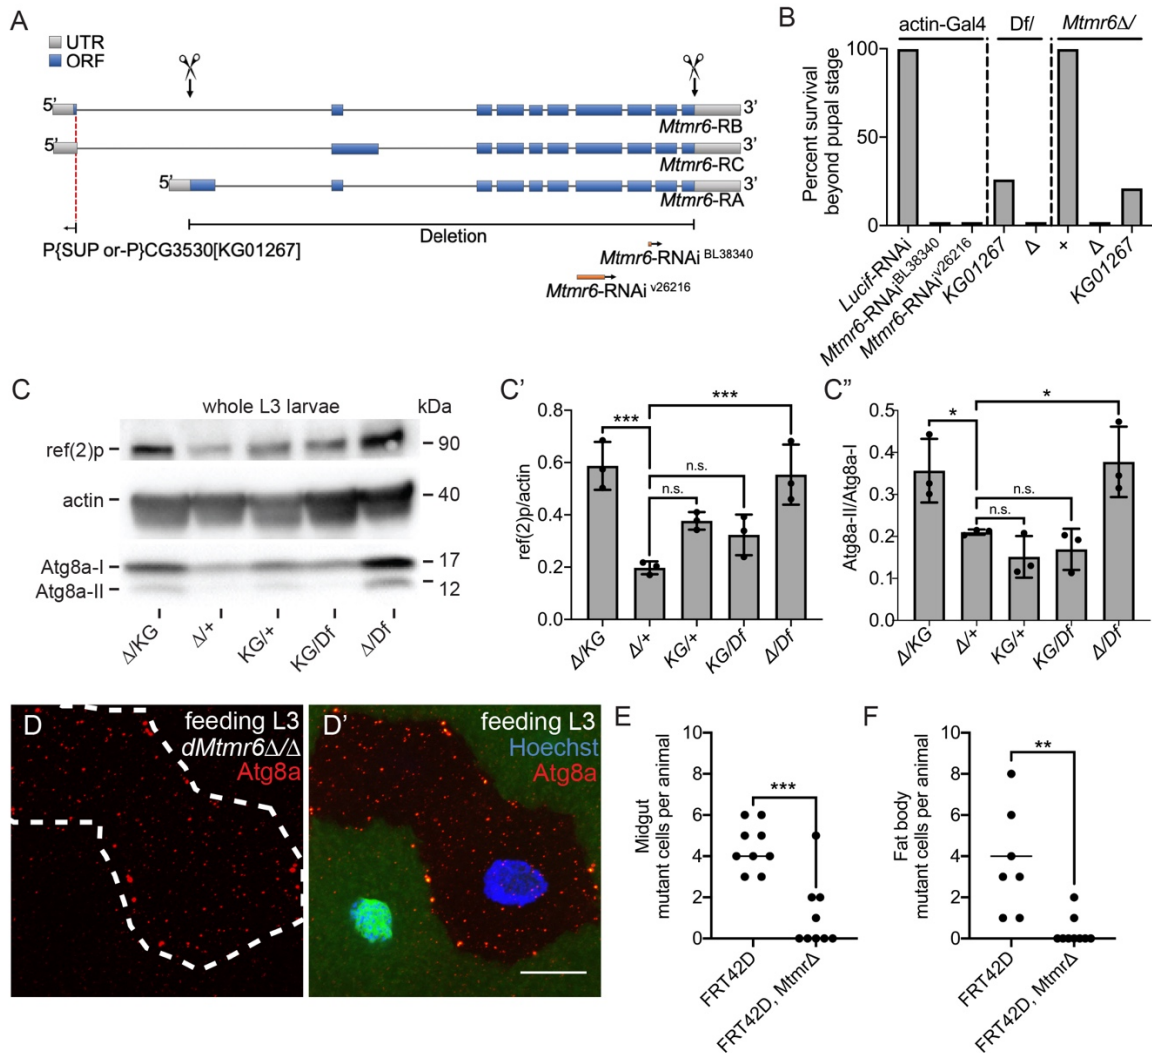 A
UTR
ORF
5’
3’
Mtmr6-RB
5’
3’
Mtmr6-RC
5’
3’
Mtmr6-RA
Deletion
P{SUP or-P}CG3530[KG01267]
Mtmr6-RNAi BL38340
Mtmr6-RNAi v26216
B
actin-Gal4
Df/
Mtmr6Δ/
Percent survival
beyond pupal stage
100
50
0
Lucif-RNAi
Mtmr6-RNAi BL38340
Mtmr6-RNAi v26216
KG01267
Δ
+
Δ
KG01267
C
whole L3 larvae
kDa
ref(2)p
90
actin
40
Atg8a-I
17
Atg8a-II
12
Δ/KG
Δ/+
KG/+
KG/Df
Δ/Df
C’
ref(2)p/actin
0.8
0.6
0.4
0.2
0.0
***
***
n.s.
n.s.
Δ/KG
Δ/+
KG/+
KG/Df
Δ/Df
C”
Atg8a-II/Atg8a-I
0.5
0.4
0.3
0.2
0.1
0
*
*
n.s.
n.s.
Δ/KG
Δ/+
KG/+
KG/Df
Δ/Df
D
feeding L3
dMtmr6Δ/Δ
Atg8a
D’
feeding L3
Hoechst
Atg8a
E
Midgut
mutant cells per animal
10
8
6
4
2
0
***
FRT42D
FRT42D, MtmrΔ
F
Fat body
mutant cells per animal
10
8
6
4
2
0
**
FRT42D
FRT42D, MtmrΔ